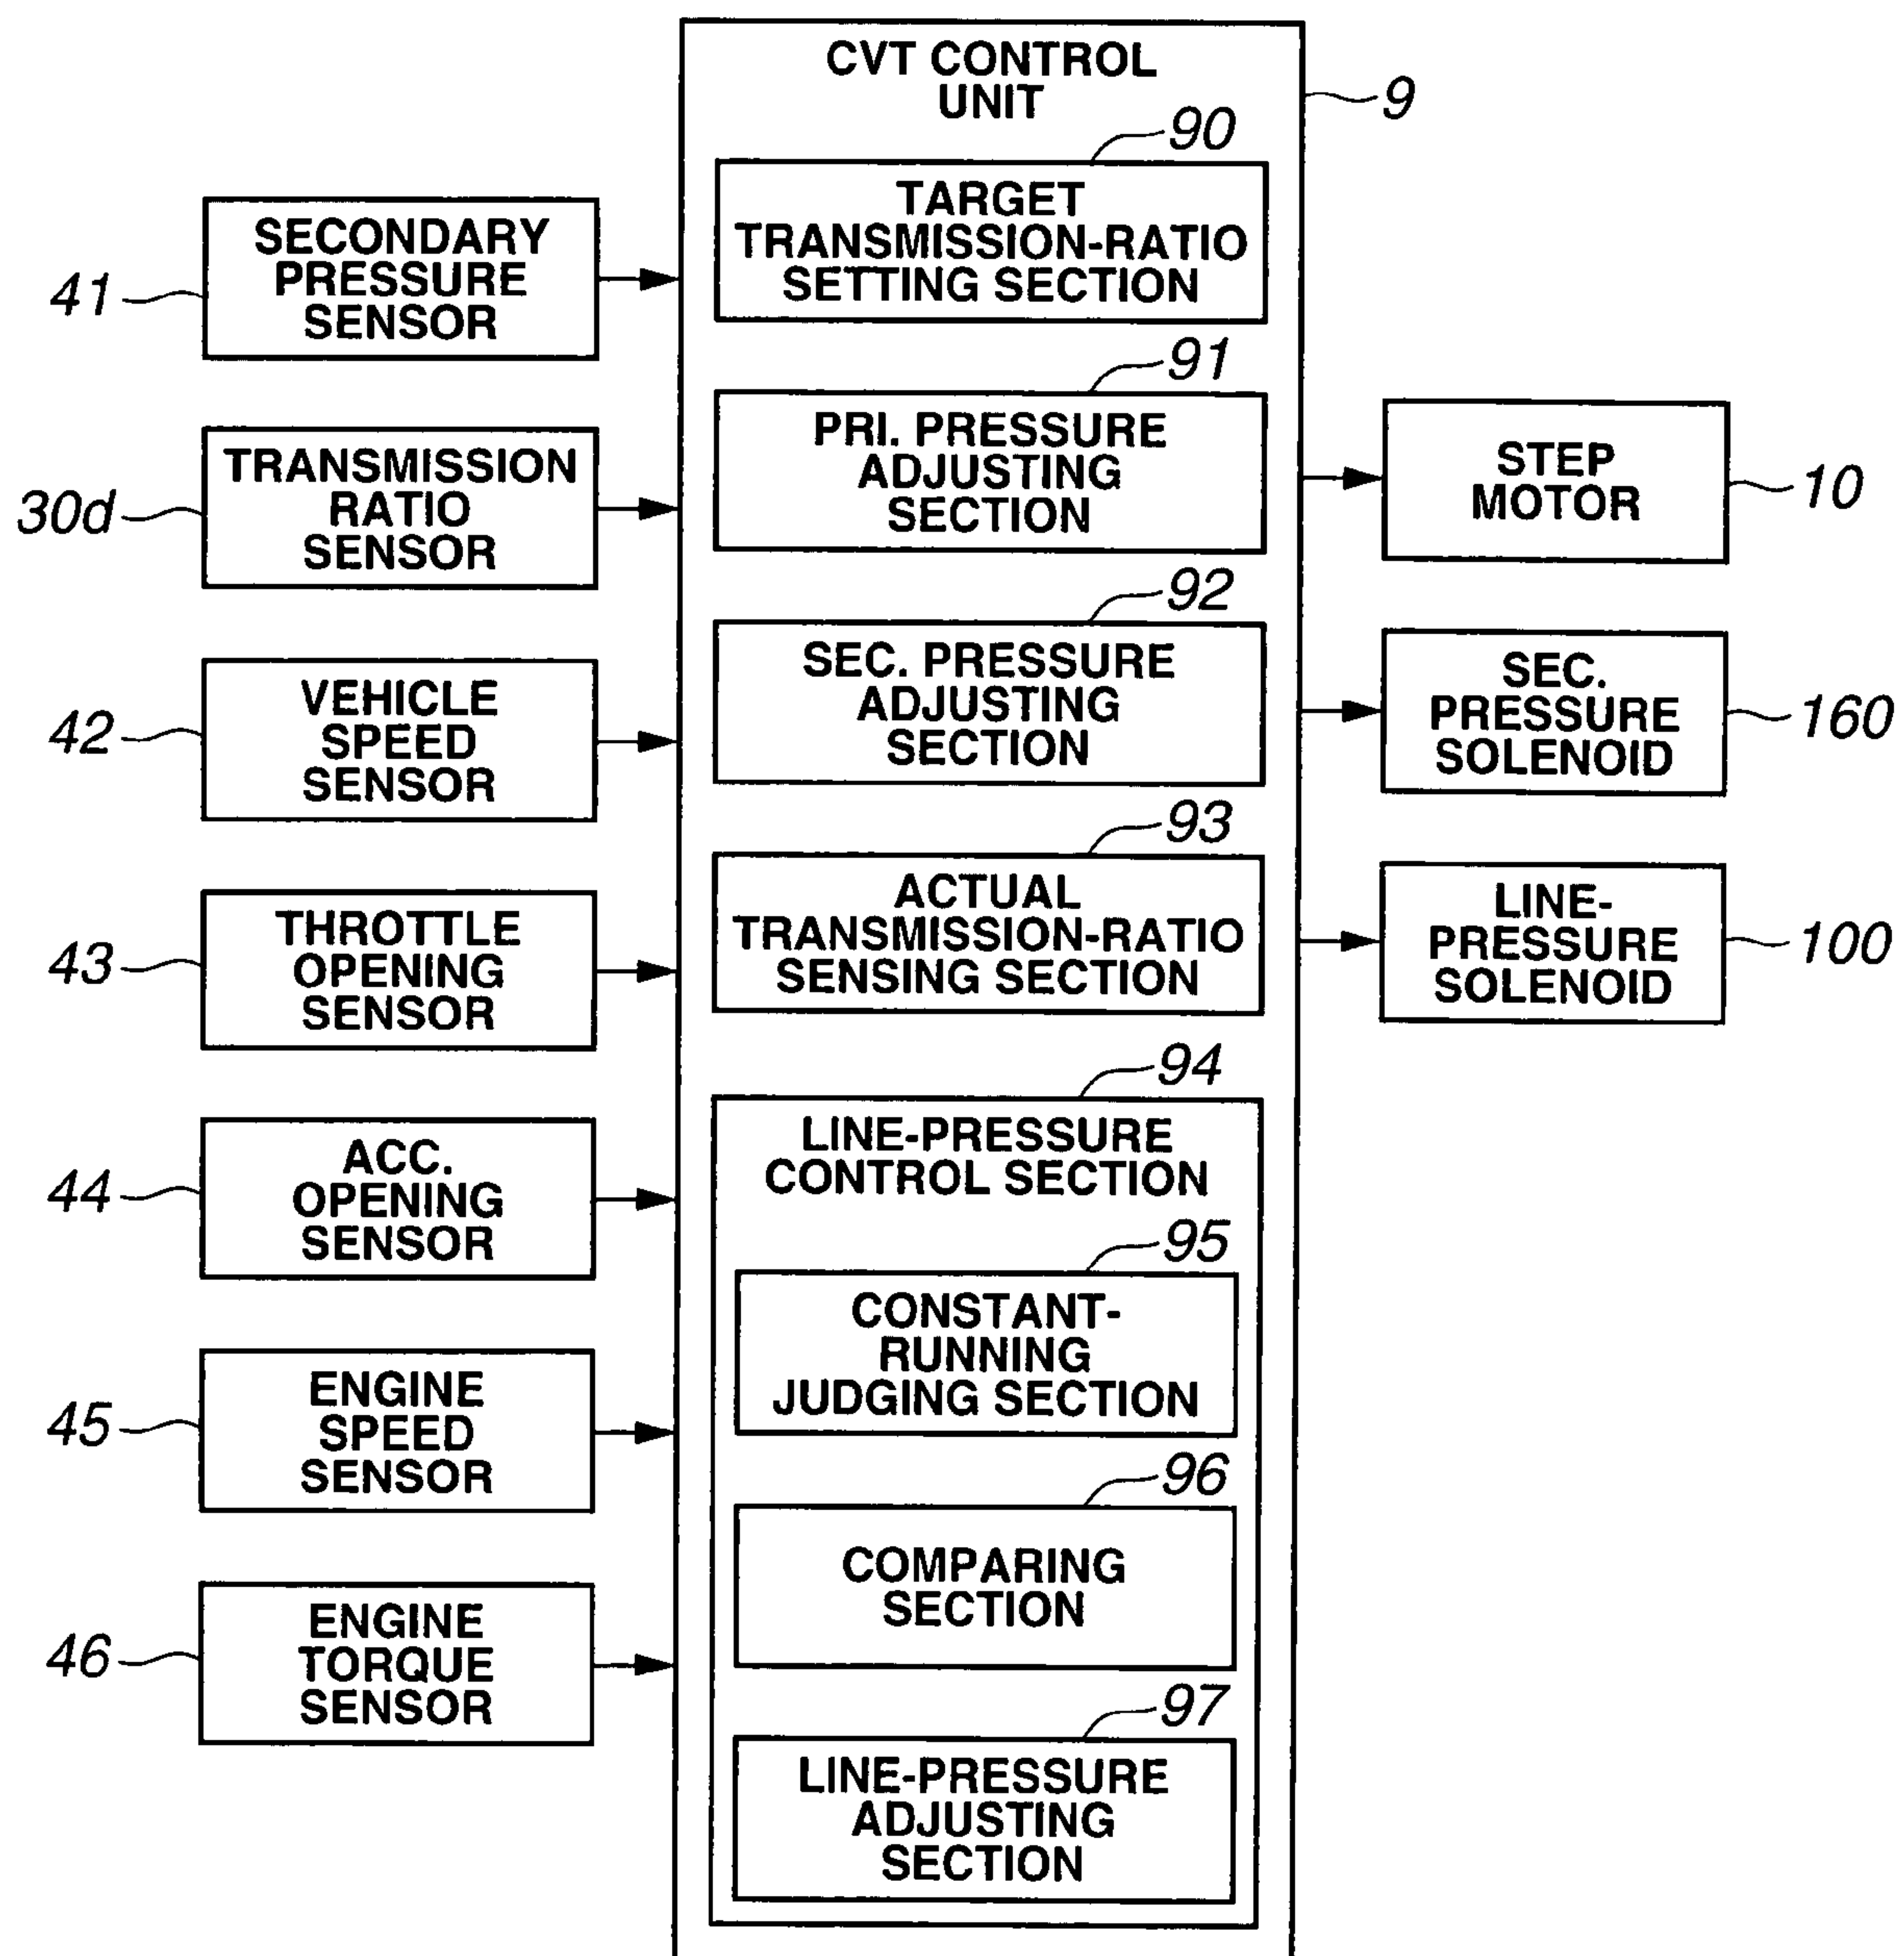 CVT CONTROL
UNIT
9
90
TARGET
TRANSMISSION-RATIO
SETTING SECTION
91
PRI. PRESSURE
ADJUSTING
SECTION
92
SEC. PRESSURE
ADJUSTING
SECTION
93
ACTUAL
TRANSMISSION-RATIO
SENSING SECTION
94
LINE-PRESSURE
CONTROL SECTION
95
CONSTANT-
RUNNING
JUDGING SECTION
96
COMPARING
SECTION
97
LINE-PRESSURE
ADJUSTING
SECTION
41
SECONDARY
PRESSURE
SENSOR
30d
TRANSMISSION
RATIO
SENSOR
42
VEHICLE
SPEED
SENSOR
43
THROTTLE
OPENING
SENSOR
44
ACC.
OPENING
SENSOR
45
ENGINE
SPEED
SENSOR
46
ENGINE
TORQUE
SENSOR
STEP
MOTOR
10
SEC.
PRESSURE
SOLENOID
160
LINE-
PRESSURE
SOLENOID
100